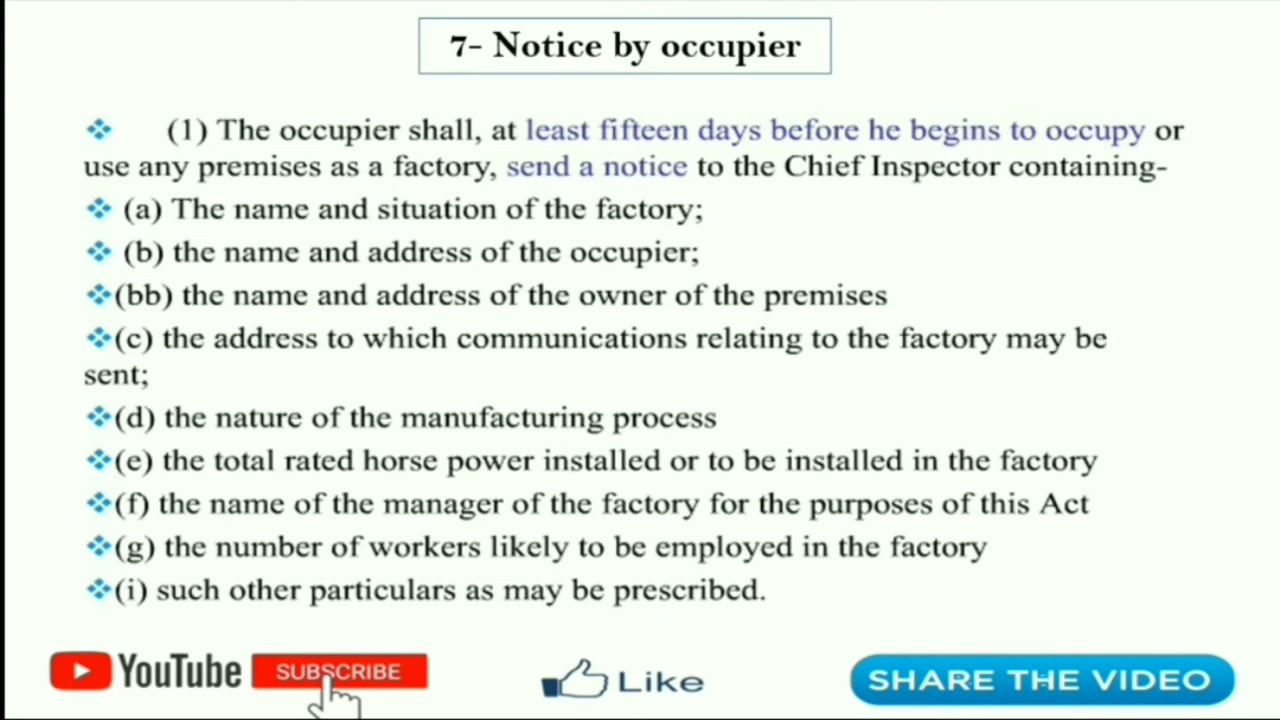 7- Notice by occupier
(1) The occupier shall, at least fifteen days before he begins to occupy or
use any premises as a factory, send a notice to the Chief Inspector containing-
(a) The name and situation of the factory;
(b) the name and address of the occupier;
(bb) the name and address of the owner of the premises
(c) the address to which communications relating to the factory may be
sent;
(d) the nature of the manufacturing process
(e) the total rated horse power installed or to be installed in the factory
(f) the name of the manager of the factory for the purposes of this Act
(g) the number of workers likely to be employed in the factory
(i) such other particulars as may be prescribed.
YouTube SUBSCRIBE Like SHARE THE VIDEO